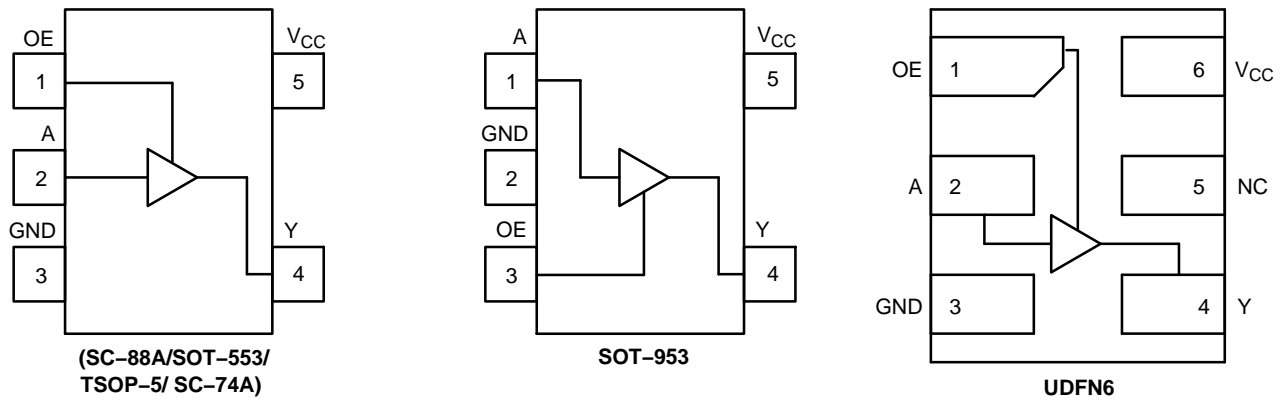 OE
1
A
2
GND
3
V_CC
5
Y
4
(SC–88A/SOT–553/
TSOP–5/ SC–74A)
A
1
GND
2
OE
3
V_CC
5
Y
4
SOT–953
OE 1
A 2
GND 3
6 V_CC
5 NC
4 Y
UDFN6